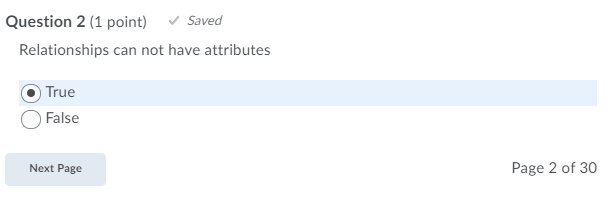 Question 2 (1 point) ✓ Saved
Relationships can not have attributes
True
False
Next Page
Page 2 of 30